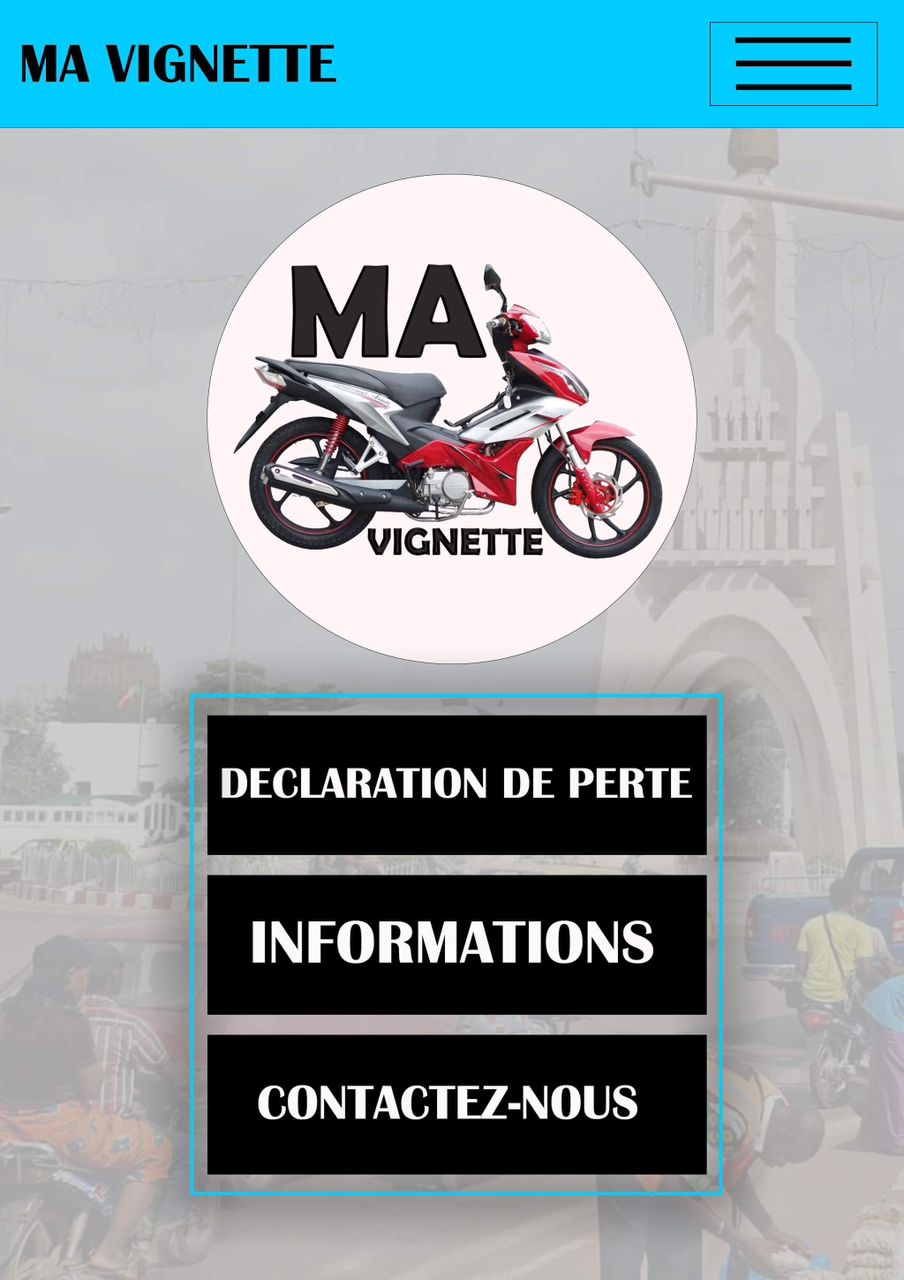 MA VIGNETTE
MA
VIGNETTE
DECLARATION DE PERTE
INFORMATIONS
CONTACTEZ-NOUS